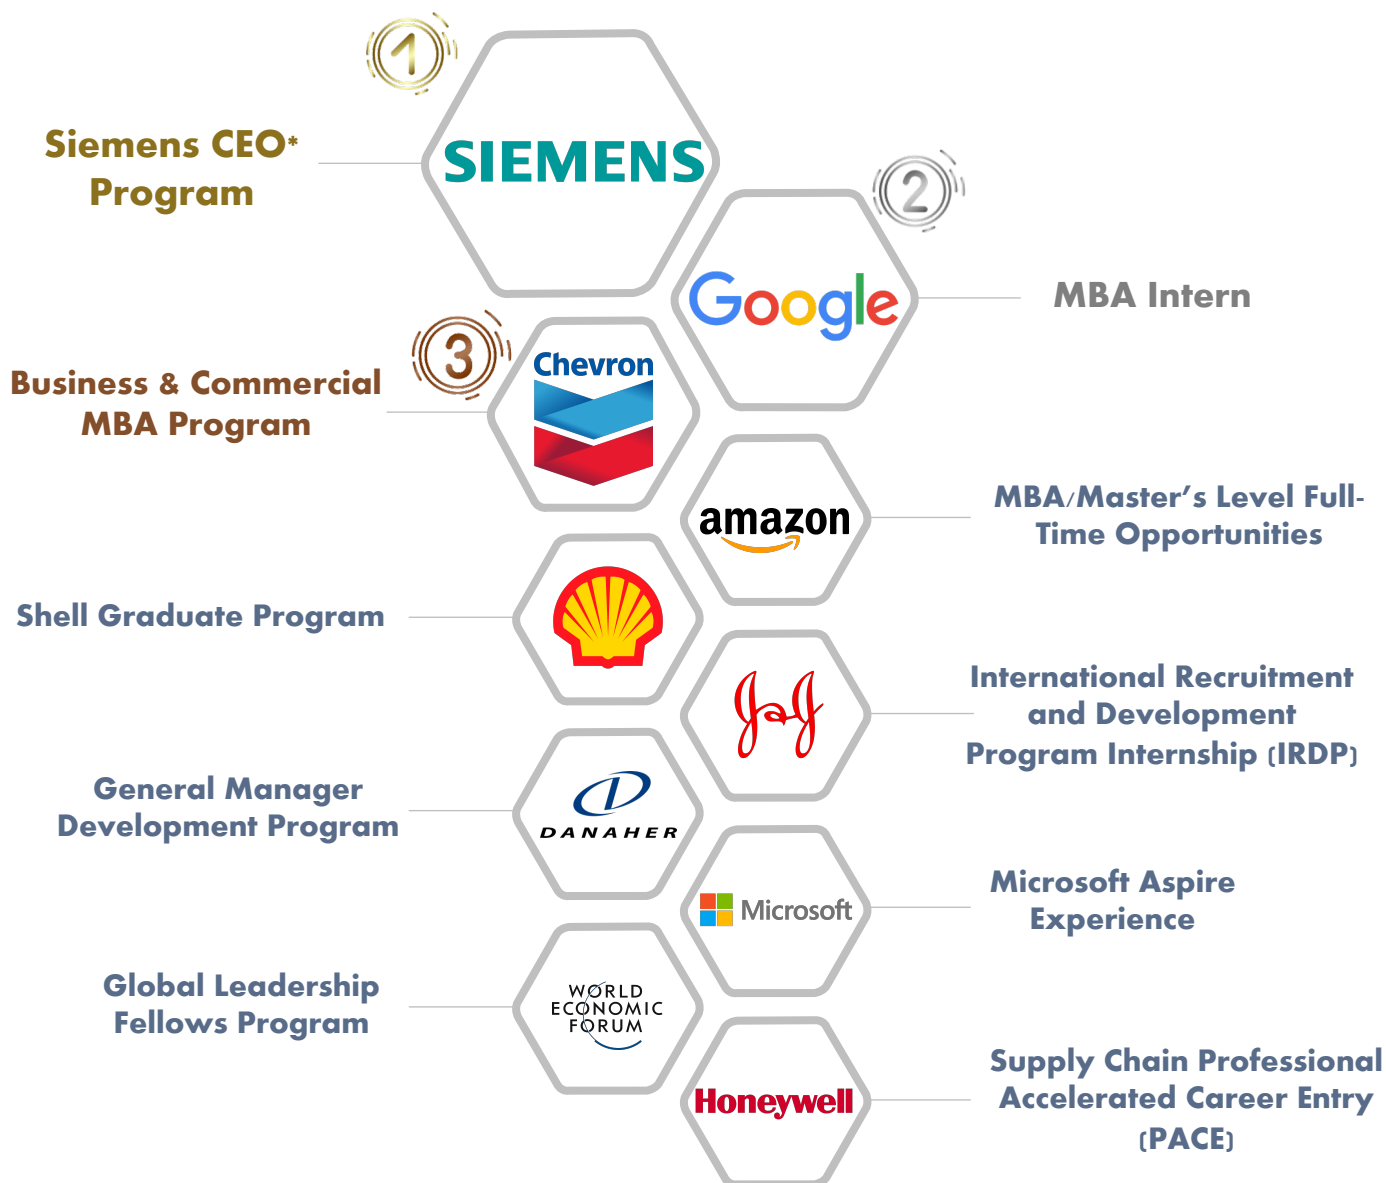 1
Siemens CEO*
Program
SIEMENS
2
Google
MBA Intern
3
Business & Commercial
MBA Program
Chevron
amazon
MBA/Master's Level Full-
Time Opportunities
Shell Graduate Program
J&J
International Recruitment
and Development
Program Internship (IRDP)
General Manager
Development Program
DANAHER
Microsoft
Microsoft Aspire
Experience
Global Leadership
Fellows Program
WORLD
ECONOMIC
FORUM
Honeywell
Supply Chain Professional
Accelerated Career Entry
(PACE)